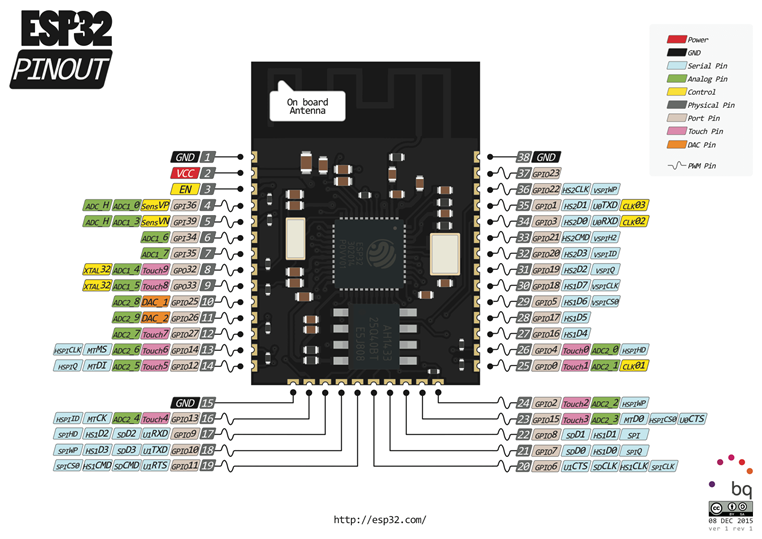 ESP32
PINOUT
Power
GND
Serial Pin
Analog Pin
Control
Physical Pin
Port Pin
Touch Pin
DAC Pin
PWM Pin
On board
Antenna
GND 1
VCC 2
EN 3
ADC_H ADC1_0 SensVP GPI36 4
ADC_H ADC1_3 SensVN GPI39 5
ADC1_6 GPI34 6
ADC1_7 GPI35 7
XTAL32 ADC1_4 Touch9 GPO32 8
XTAL32 ADC1_5 Touch8 GPO33 9
ADC2_8 DAC_1 GPIO25 10
ADC2_9 DAC_2 GPIO26 11
ADC2_7 Touch7 GPIO27 12
HSPICLK MTMS ADC2_6 Touch6 GPIO14 13
HSPIQ MTDI ADC2_5 Touch5 GPIO12 14
GND 15
HSPIID MTCK ADC2_4 Touch4 GPIO13 16
SPIHD HS1D2 SDD2 U1RXD GPIO9 17
SPIWP HS1D3 SDD3 U1TXD GPIO10 18
SPICS0 HS1CMD SDCMD U1RTS GPIO11 19
38 GND
37 GPIO23
36 GPIO22 HS2CLK VSPIWP
35 GPIO1 HS2D1 U0TXD CLK03
34 GPIO3 HS2D0 U0RXD CLK02
33 GPIO21 HS2CMD VSPIH2
32 GPIO20 HS2D3 VSPIID
31 GPIO19 HS2D2 VSPIQ
30 GPIO18 HS1D7 VSPICLK
29 GPIO5 HS1D6 VSPICS0
28 GPIO17 HS1D5
27 GPIO16 HS1D4
26 GPIO4 Touch0 ADC2_0 HSPIHD
25 GPIO0 Touch1 ADC2_1 CLK01
24 GPIO2 Touch2 ADC2_2 HSPIWP
23 GPIO15 Touch3 ADC2_3 MTD0 HSPICS0 U0CTS
22 GPIO8 SDD1 HS1D1 SPI
21 GPIO7 SDD0 HS1D0 SPIQ
20 GPIO6 U1CTS SDCLK HS1CLK SPICLK
http://esp32.com/
bq
08 DEC 2015
ver 1 rev 1